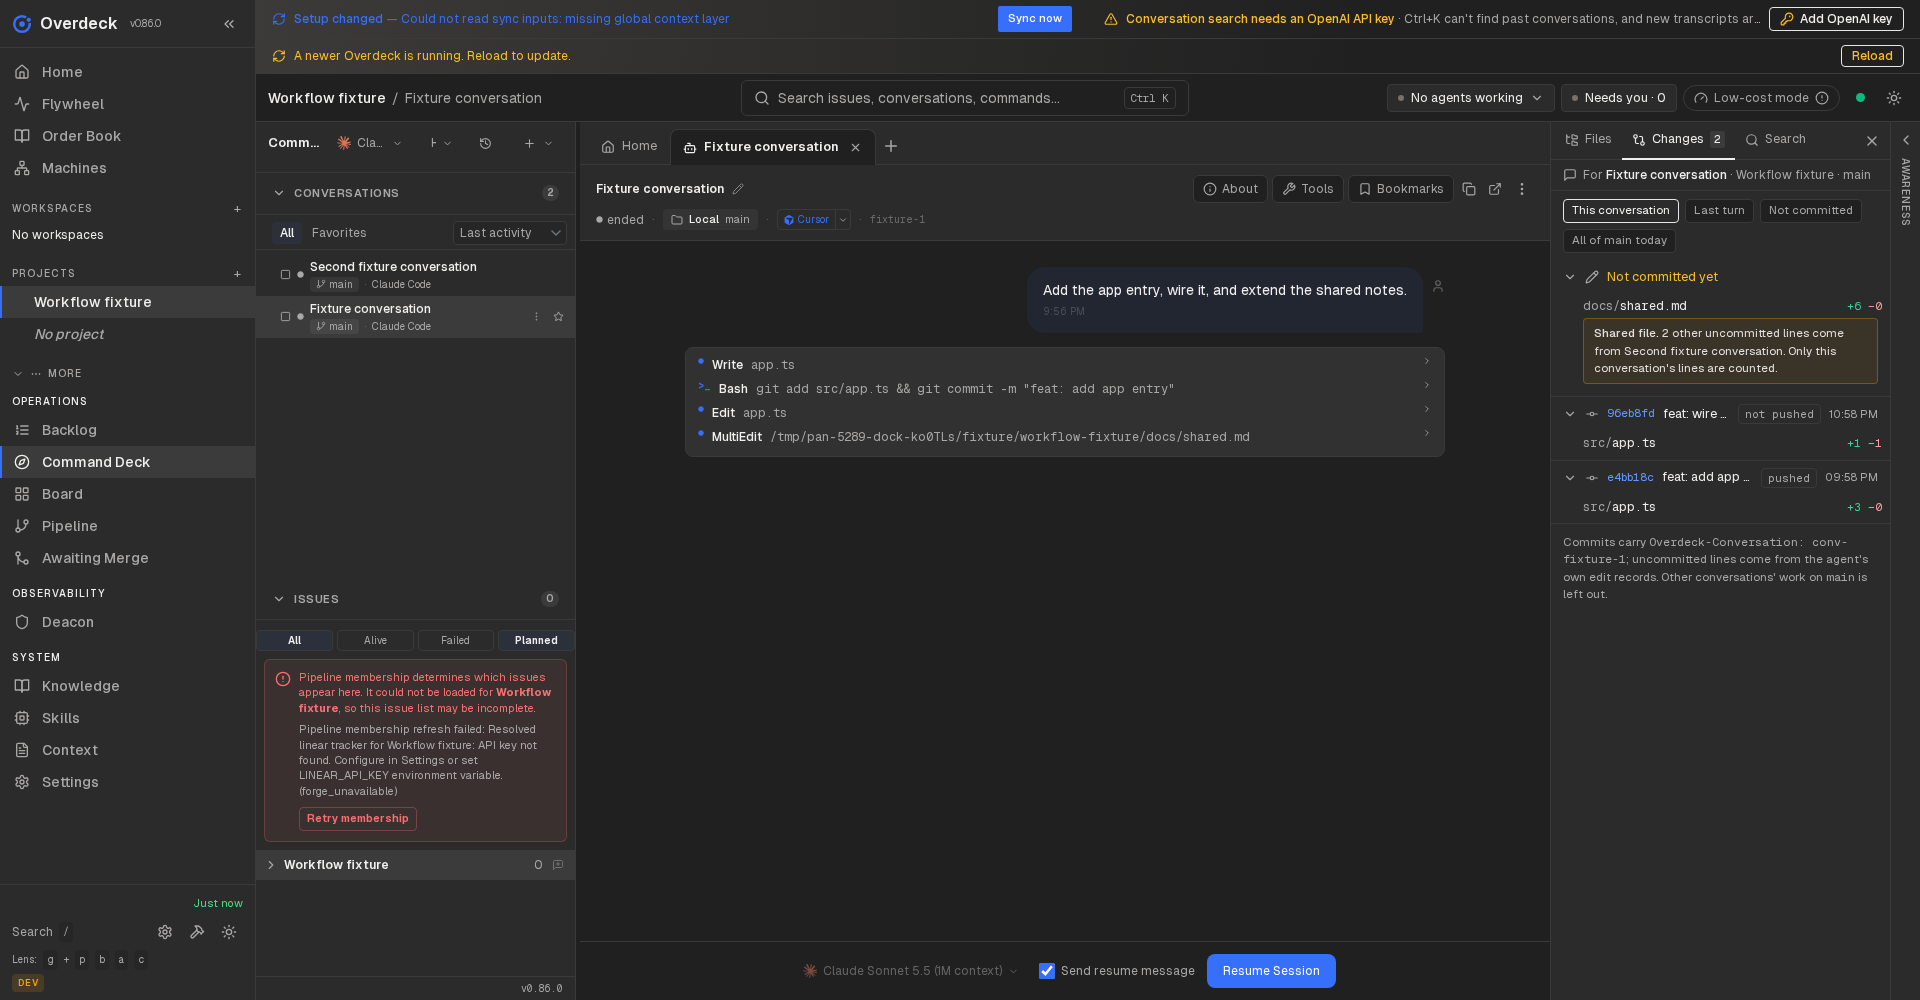 Overdeck v0.86.0
Setup changed — Could not read sync inputs: missing global context layer
Sync now
Conversation search needs an OpenAI API key · Ctrl+K can't find past conversations, and new transcripts ar…
Add OpenAI key
A newer Overdeck is running. Reload to update.
Reload
Home
Flywheel
Order Book
Machines
WORKSPACES +
No workspaces
PROJECTS +
Workflow fixture
No project
MORE
OPERATIONS
Backlog
Command Deck
Board
Pipeline
Awaiting Merge
OBSERVABILITY
Deacon
SYSTEM
Knowledge
Skills
Context
Settings
Just now
Search /
Lens: g + p b a c
DEV
Workflow fixture / Fixture conversation
Search issues, conversations, commands... Ctrl K
No agents working
Needs you · 0
Low-cost mode
Comm...
Cla...
CONVERSATIONS 2
All Favorites Last activity
Second fixture conversation
main · Claude Code
Fixture conversation
main · Claude Code
ISSUES 0
All Alive Failed Planned
Pipeline membership determines which issues
appear here. It could not be loaded for Workflow
fixture, so this issue list may be incomplete.
Pipeline membership refresh failed: Resolved
linear tracker for Workflow fixture: API key not
found. Configure in Settings or set
LINEAR_API_KEY environment variable.
(forge_unavailable)
Retry membership
Workflow fixture 0
v0.86.0
Home
Fixture conversation
Fixture conversation
About
Tools
Bookmarks
ended · Local main · Cursor · fixture-1
Add the app entry, wire it, and extend the shared notes.
9:56 PM
Write app.ts
>_ Bash git add src/app.ts && git commit -m "feat: add app entry"
Edit app.ts
MultiEdit /tmp/pan-5289-dock-ko0TLs/fixture/workflow-fixture/docs/shared.md
Claude Sonnet 5.5 (1M context)
Send resume message
Resume Session
Files
Changes 2
Search
For Fixture conversation · Workflow fixture · main
This conversation Last turn Not committed
All of main today
Not committed yet
docs/shared.md +6 −0
Shared file. 2 other uncommitted lines come
from Second fixture conversation. Only this
conversation's lines are counted.
96eb8fd feat: wire … not pushed 10:58 PM
src/app.ts +1 −1
e4bb18c feat: add app … pushed 09:58 PM
src/app.ts +3 −0
Commits carry Overdeck-Conversation: conv-
fixture-1; uncommitted lines come from the agent's
own edit records. Other conversations' work on main is
left out.
AWARENESS